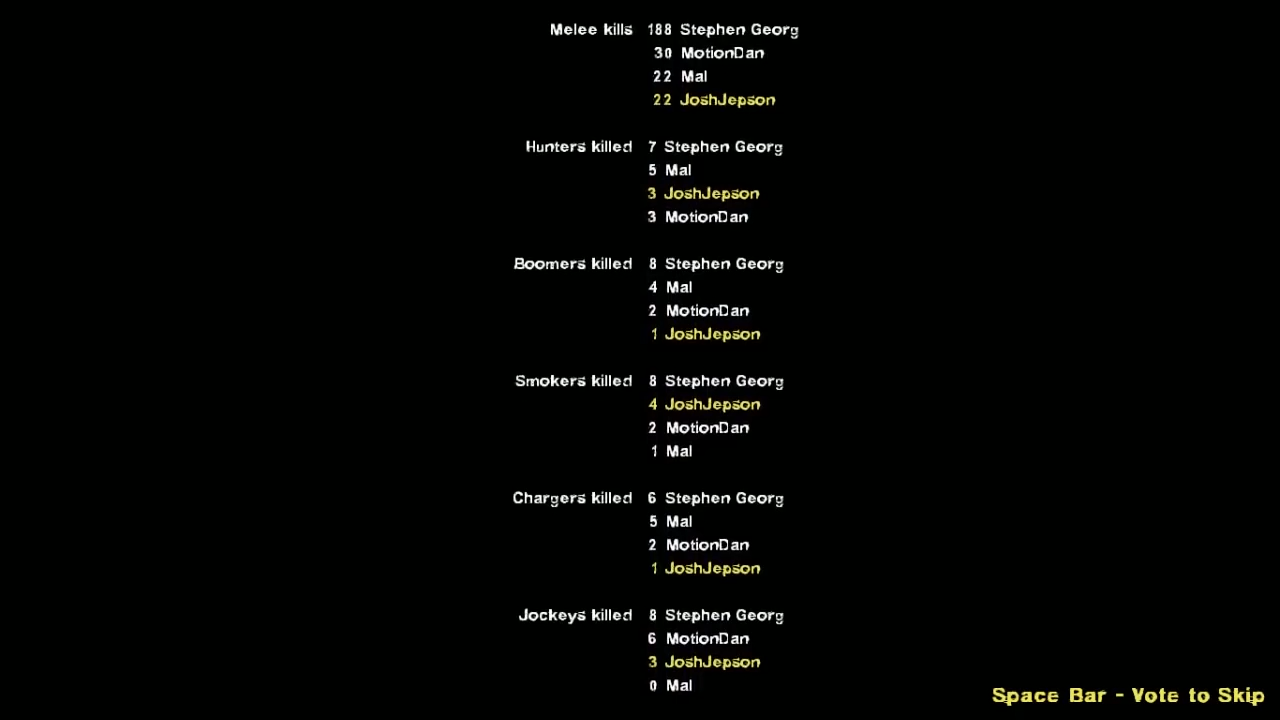 Melee kills 188 Stephen Georg
30 MotionDan
22 Mal
22 JoshJepson
Hunters killed 7 Stephen Georg
5 Mal
3 JoshJepson
3 MotionDan
Boomers killed 8 Stephen Georg
4 Mal
2 MotionDan
1 JoshJepson
Smokers killed 8 Stephen Georg
4 JoshJepson
2 MotionDan
1 Mal
Chargers killed 6 Stephen Georg
5 Mal
2 MotionDan
1 JoshJepson
Jockeys killed 8 Stephen Georg
6 MotionDan
3 JoshJepson
0 Mal
Space Bar - Vote to Skip